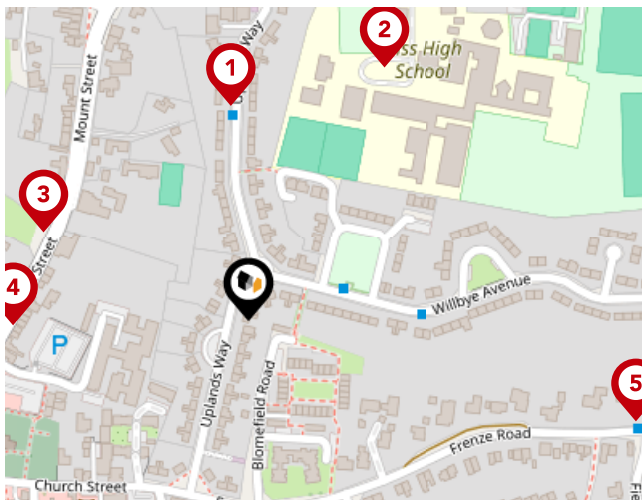 Way
1
2
ss High
School
Mount Street
3
Street
4
P
Willbye Avenue
Uplands Way
Blomefield Road
5
Frenze Road
Church Street